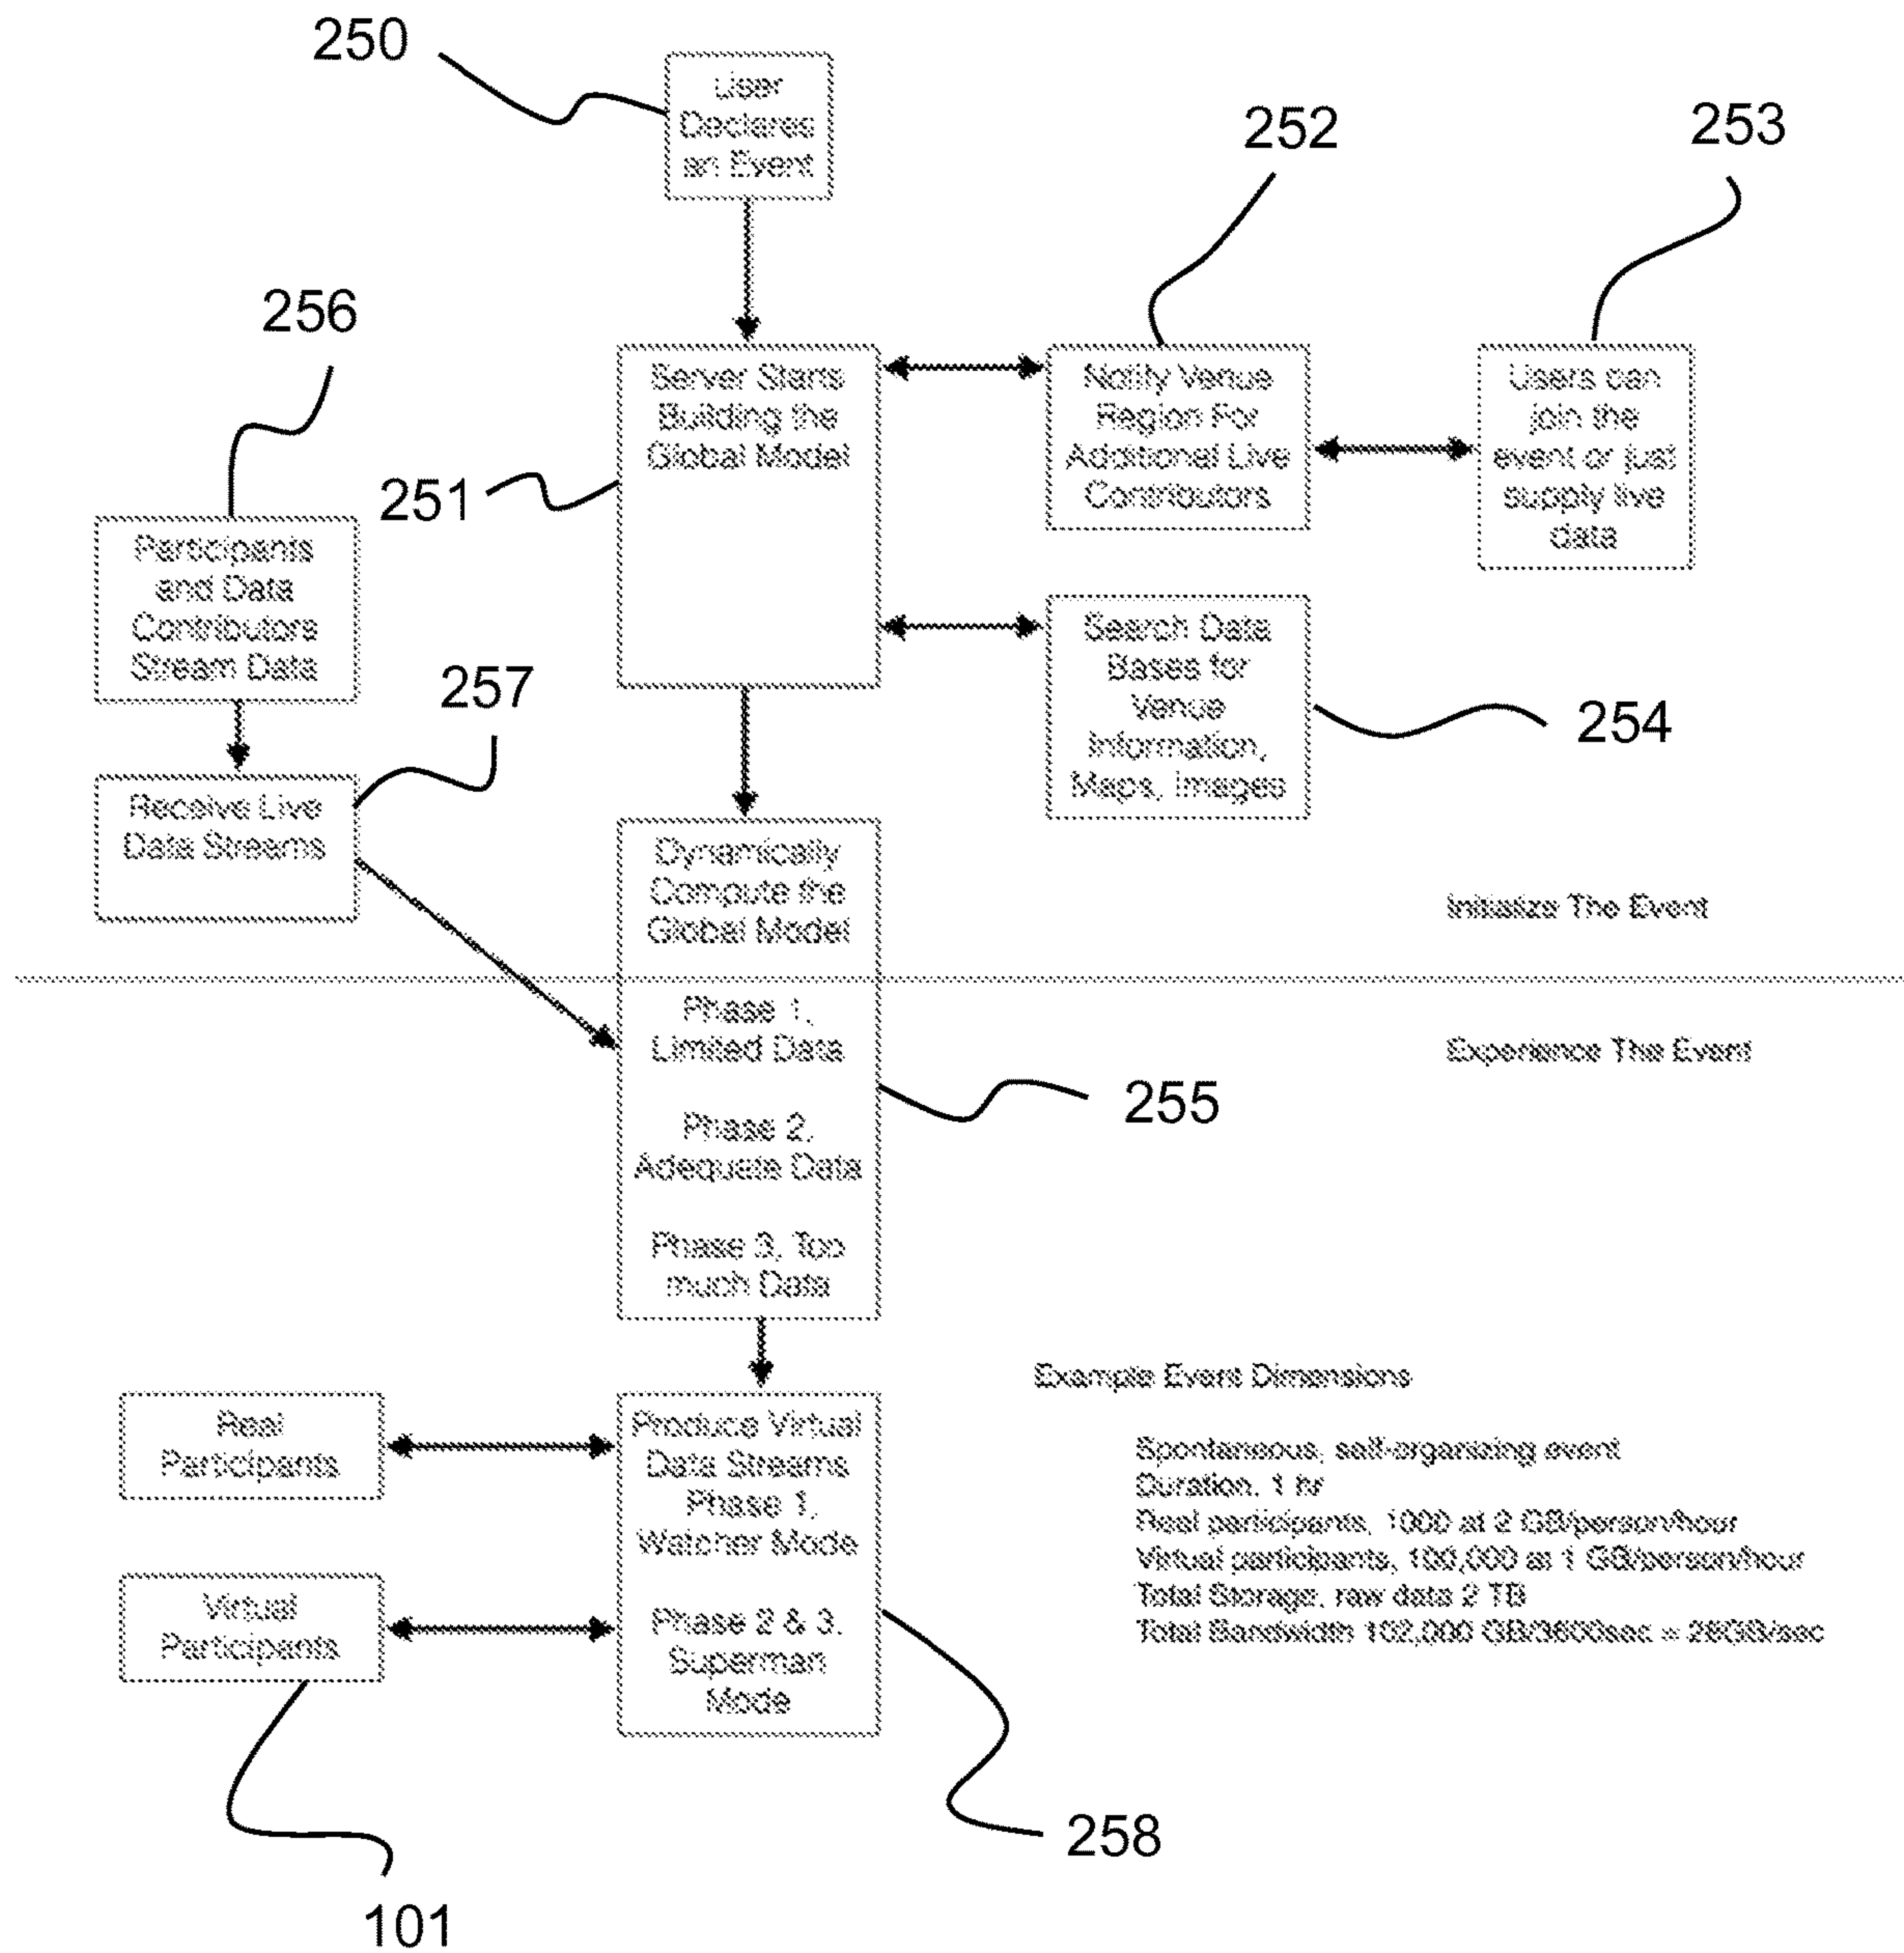 250
User
Declares
an Event
252
253
256
Server Starts
Building the
Global Model
Notify Venue
Region For
Additional Live
Contributors
Users can
join the
event or just
supply live
data
251
Participants
and Data
Contributors
Stream Data
Search Data
Bases for
Venue
Information,
Maps, Images
257
254
Receive Live
Data Streams
Dynamically
Compute the
Global Model
Initialize The Event
Phase 1,
Limited Data
Experience The Event
Phase 2,
Adequate Data
255
Phase 3, Too
much Data
Example Event Dimensions
Real
Participants
Produce Virtual
Data Streams
Phase 1,
Watcher Mode
Phase 2 & 3,
Superman
Mode
Spontaneous, self-organizing event
Duration, 1 hr
Real participants, 1000 at 2 GB/person/hour
Virtual participants, 100,000 at 1 GB/person/hour
Total Storage, raw data 2 TB
Total Bandwidth 102,000 GB/3600sec = 28GB/sec
Virtual
Participants
258
101